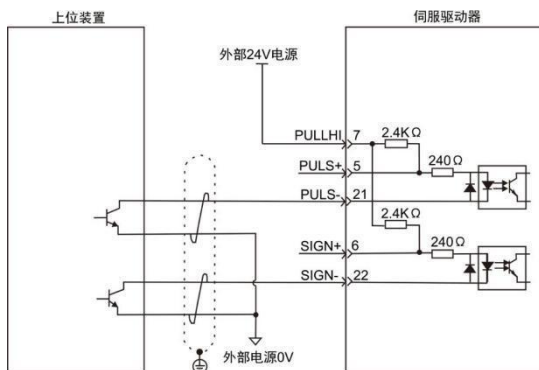 上位装置
伺服驱动器
外部24V电源
PULLHI 7
2.4KΩ
PULS+ 5
240Ω
PULS- 21
2.4KΩ
SIGN+ 6
240Ω
SIGN- 22
外部电源0V